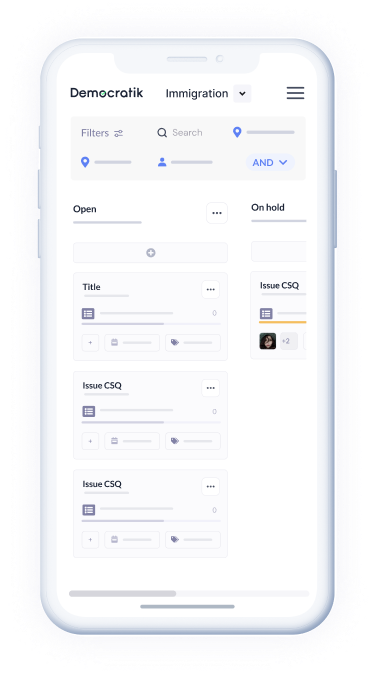 Democratik Immigration
Filters Search
AND
Open On hold
Title Issue CSQ
0
+2
+
Issue CSQ
0
+
Issue CSQ
0
+